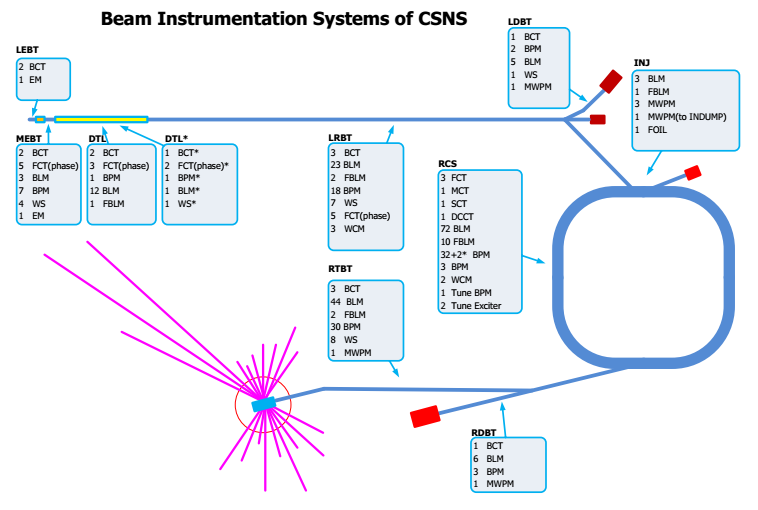 Beam Instrumentation Systems of CSNS
LEBT
2 BCT
1 EM
MEBT
2 BCT
5 FCT(phase)
3 BLM
7 BPM
4 WS
1 EM
DTL
2 BCT
3 FCT(phase)
1 BPM
12 BLM
1 FBLM
DTL*
1 BCT*
2 FCT(phase)*
1 BPM*
1 BLM*
1 WS*
LRBT
3 BCT
23 BLM
2 FBLM
18 BPM
7 WS
5 FCT(phase)
3 WCM
LDBT
1 BCT
2 BPM
5 BLM
1 WS
1 MWPM
INJ
3 BLM
1 FBLM
3 MWPM
1 MWPM(to INDUMP)
1 FOIL
RCS
3 FCT
1 MCT
1 SCT
1 DCCT
72 BLM
10 FBLM
32+2* BPM
3 BPM
2 WCM
1 Tune BPM
2 Tune Exciter
RTBT
3 BCT
44 BLM
2 FBLM
30 BPM
8 WS
1 MWPM
RDBT
1 BCT
6 BLM
3 BPM
1 MWPM